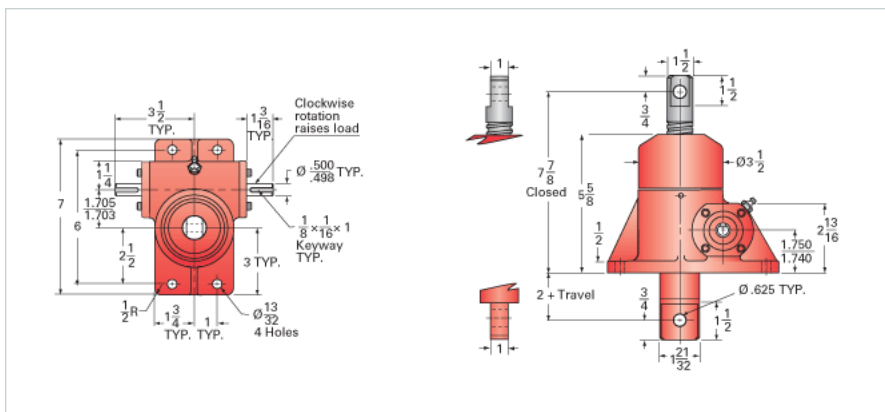 3 1/2
TYP.
1 3/16
TYP.
Clockwise
rotation
raises load
Ø .500/.498 TYP.
1/8 x 1/16 x 1
Keyway
TYP.
7
6
1 1/4
1.705/1.703
2 1/2
3 TYP.
1/2R
1 3/4
TYP.
1
TYP.
Ø 13/32
4 Holes
1
1
1 1/2
1 1/2
3/4
7 7/8
Closed
5 5/8
Ø3 1/2
1/2
2 13/16
1.750/1.740
2 + Travel
3/4
Ø .625 TYP.
1 1/2
1 21/32